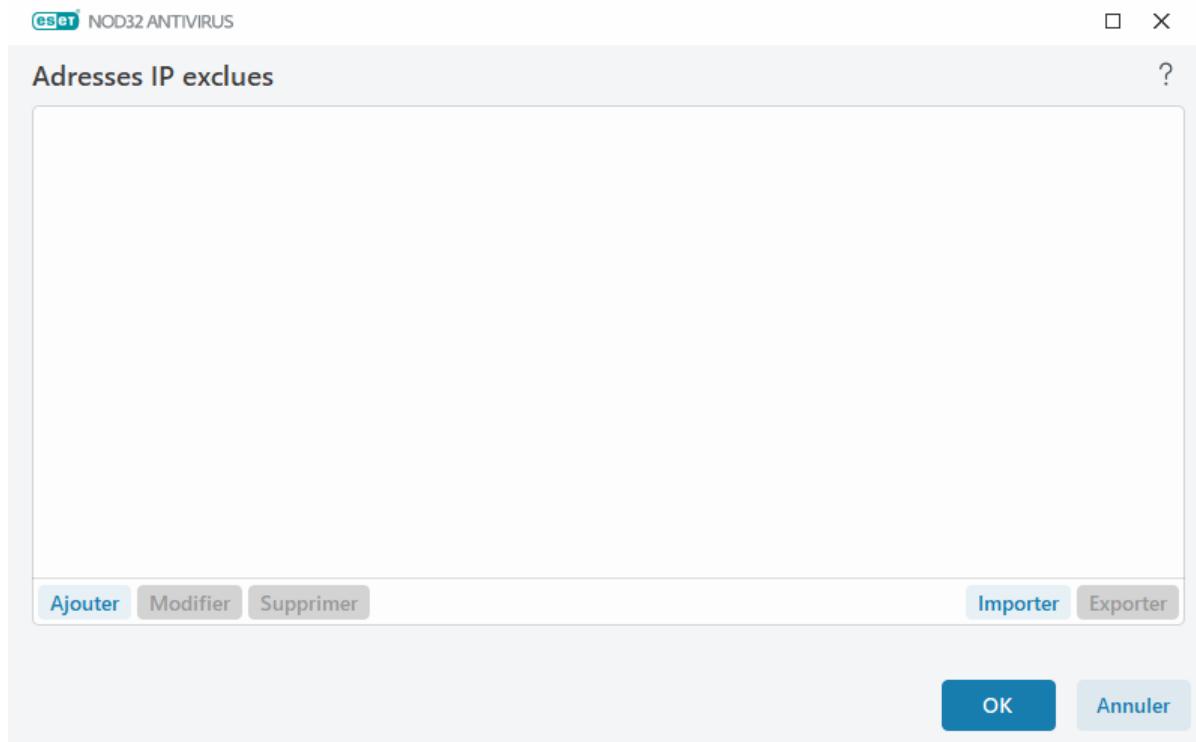 eset NOD32 ANTIVIRUS
Adresses IP exclues ?
Ajouter Modifier Supprimer Importer Exporter
OK Annuler